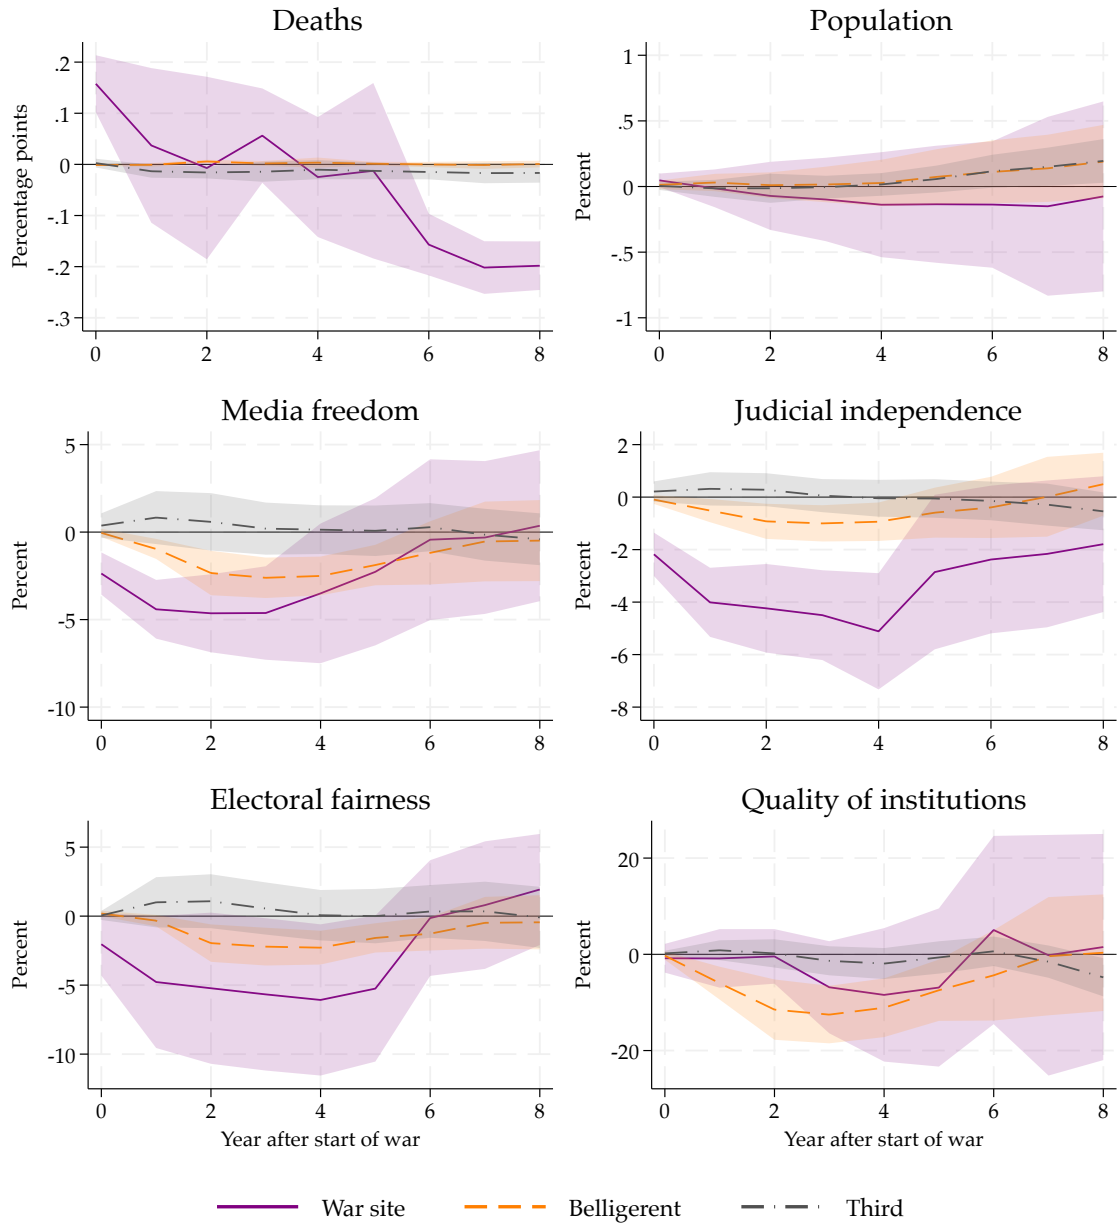 Deaths
Percentage points
.2
.1
0
-.1
-.2
-.3
0 2 4 6 8
Population
Percent
1
.5
0
-.5
-1
0 2 4 6 8
Media freedom
Percent
5
0
-5
-10
0 2 4 6 8
Judicial independence
Percent
2
0
-2
-4
-6
-8
0 2 4 6 8
Electoral fairness
Percent
5
0
-5
-10
0 2 4 6 8
Year after start of war
Quality of institutions
Percent
20
0
-20
0 2 4 6 8
Year after start of war
War site Belligerent Third